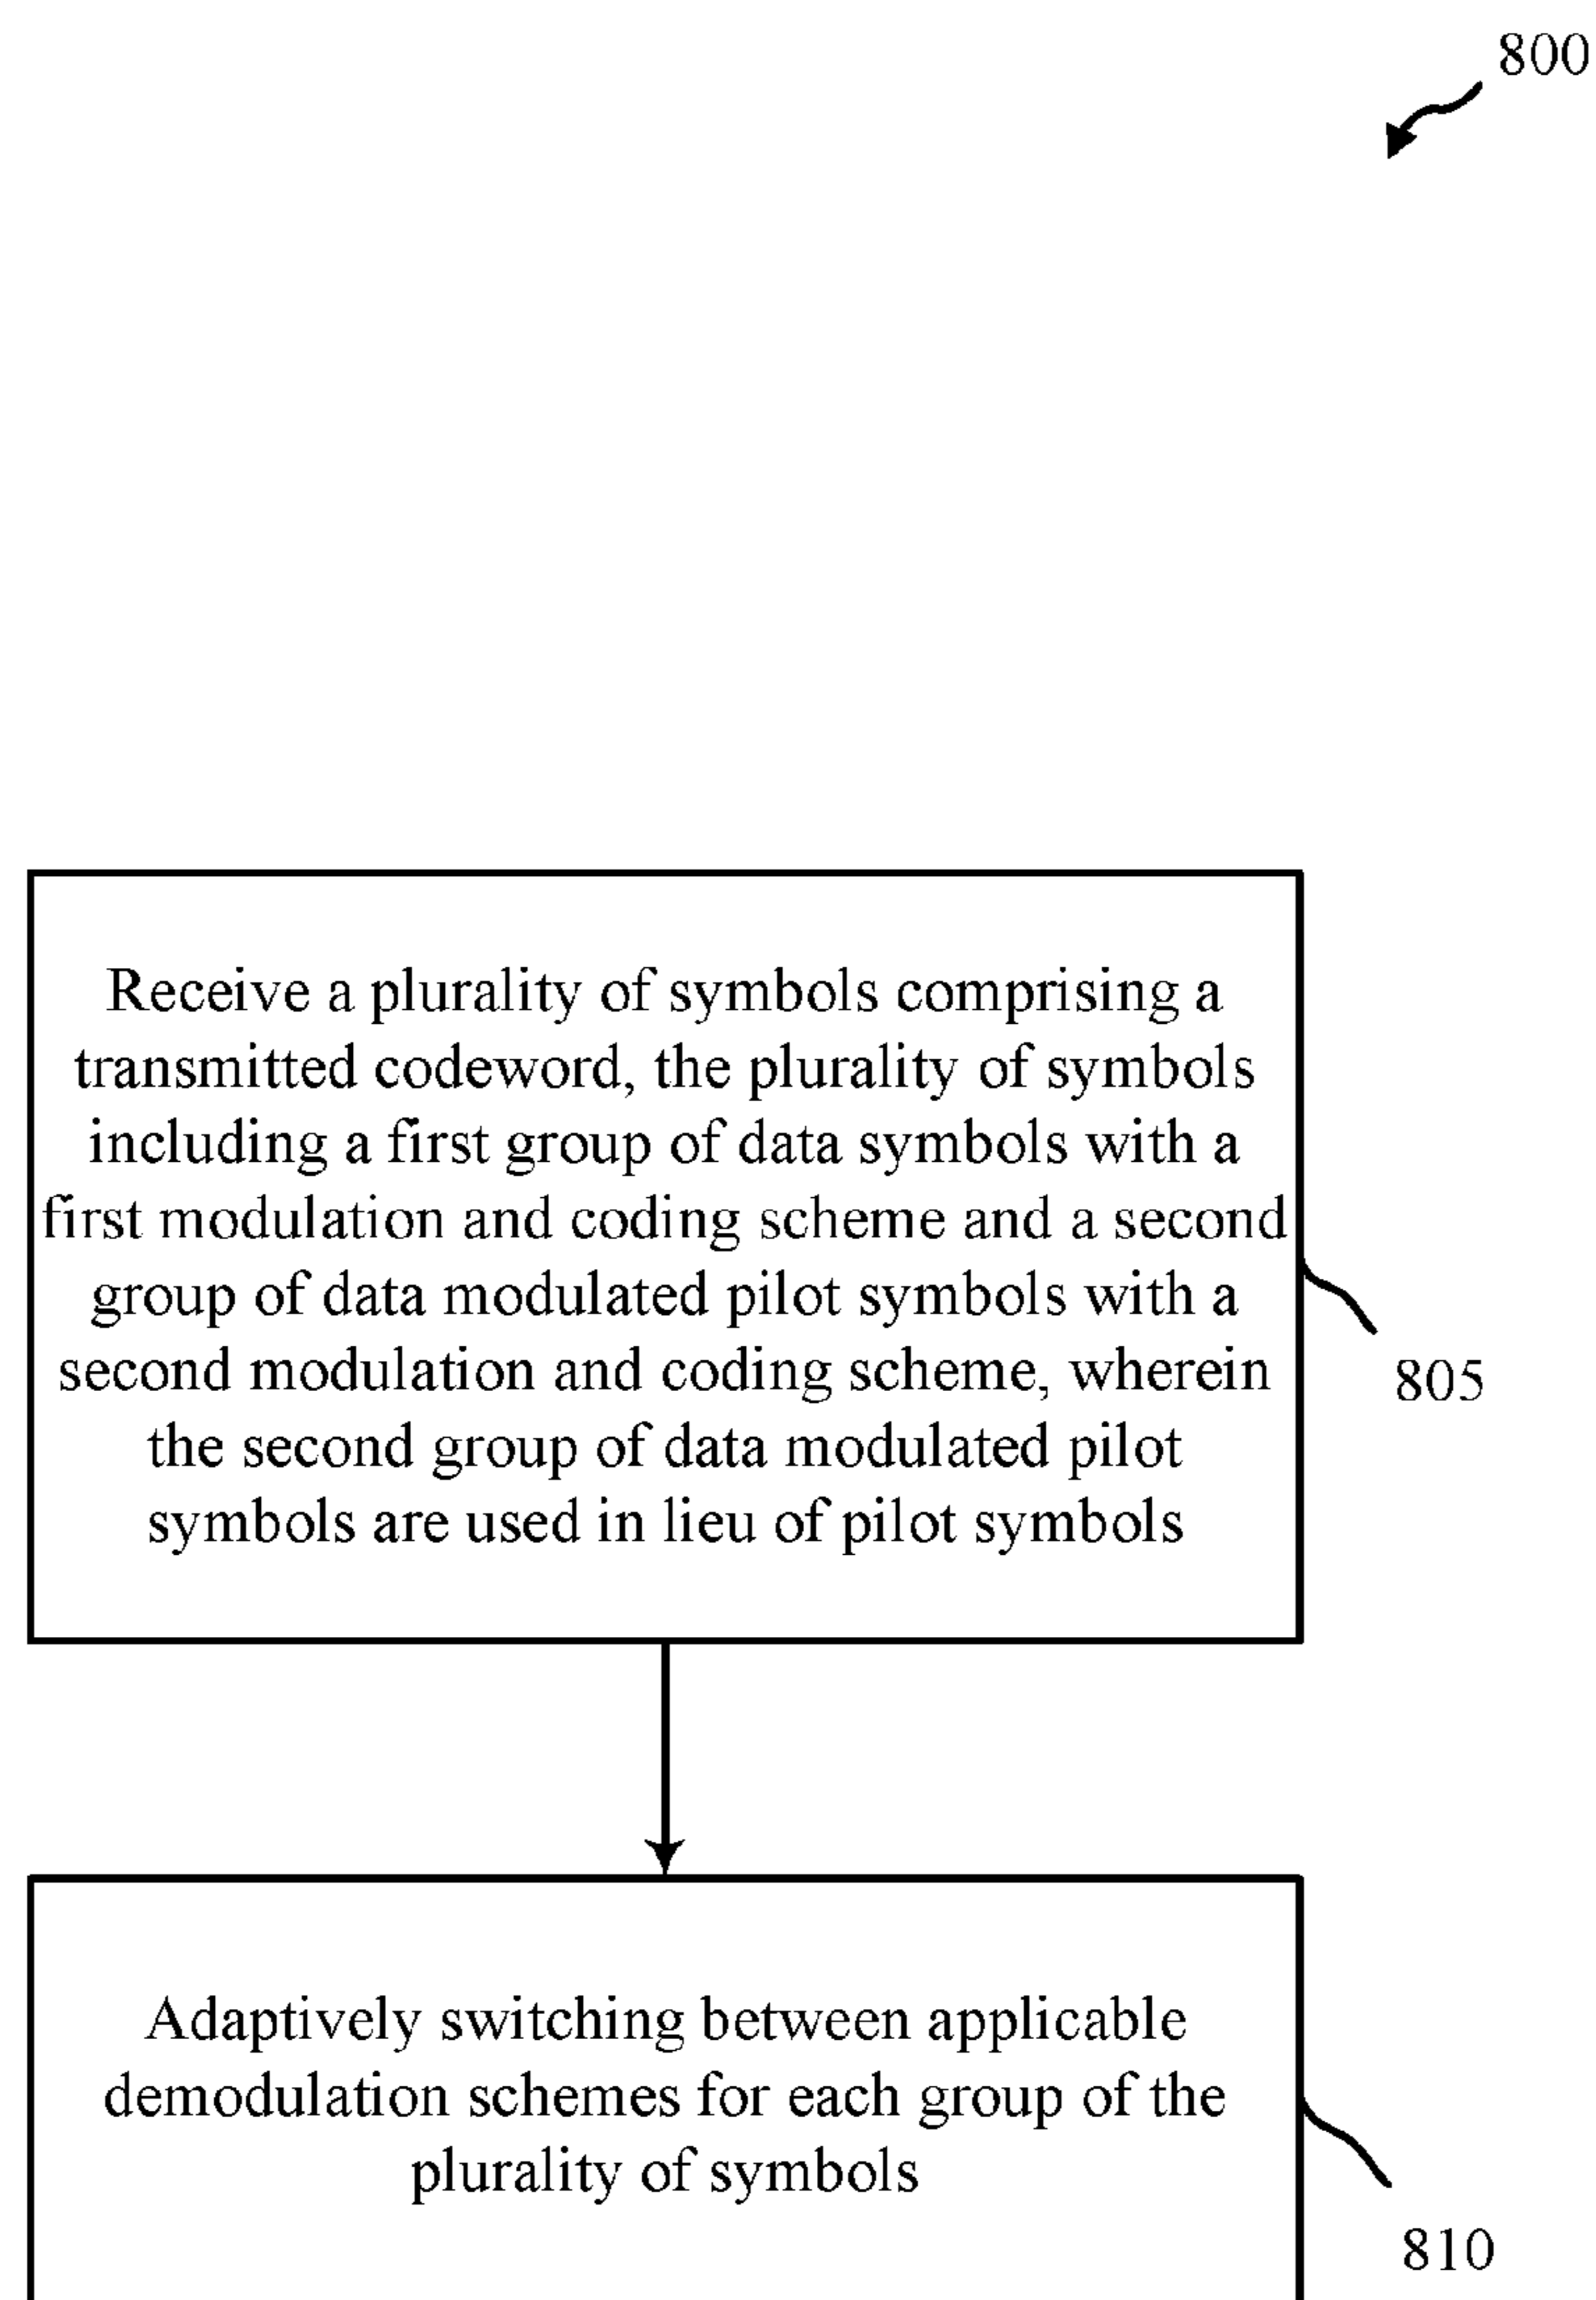 800
Receive a plurality of symbols comprising a
transmitted codeword, the plurality of symbols
including a first group of data symbols with a
first modulation and coding scheme and a second
group of data modulated pilot symbols with a
second modulation and coding scheme, wherein
the second group of data modulated pilot
symbols are used in lieu of pilot symbols
805
Adaptively switching between applicable
demodulation schemes for each group of the
plurality of symbols
810